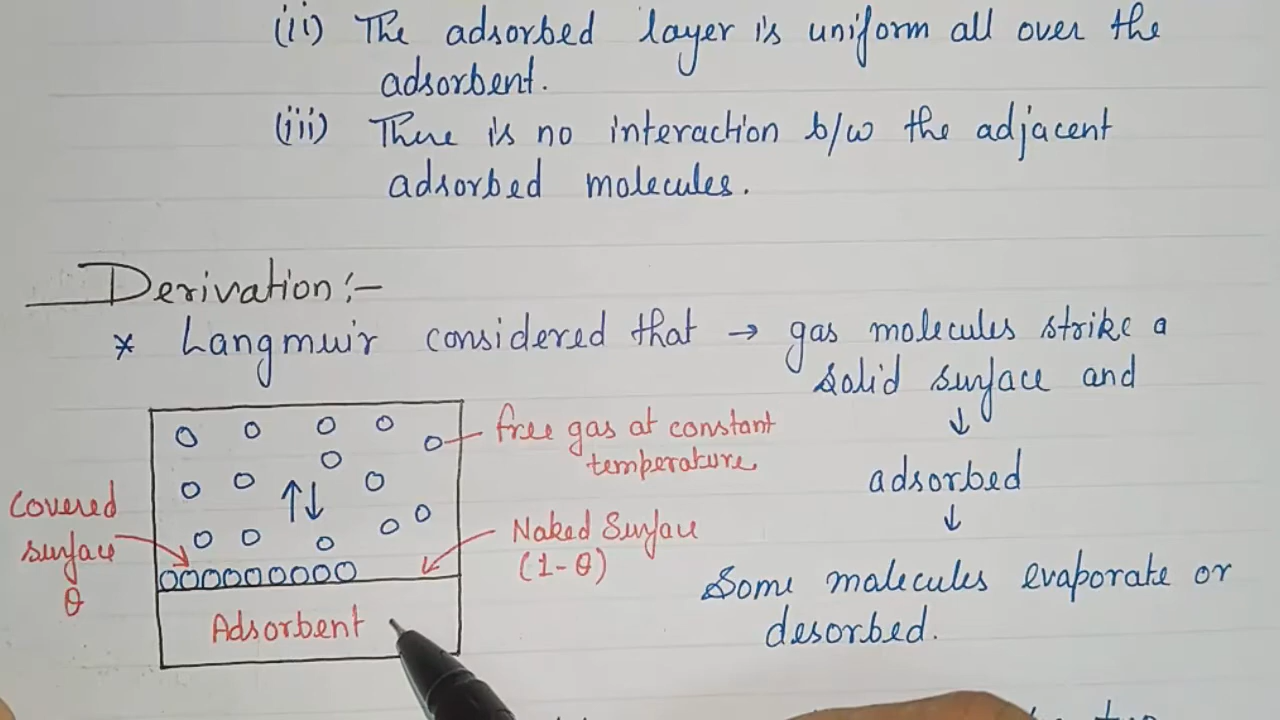 (ii) The adsorbed layer is uniform all over the
adsorbent.
(iii) There is no interaction b/w the adjacent
adsorbed molecules.
Derivation :-
* Langmuir considered that → gas molecules strike a
solid surface and
↓
adsorbed
↓
Some molecules evaporate or
desorbed.
free gas at constant
temperature
Covered
surface
θ
Naked Surface
(1-θ)
Adsorbent